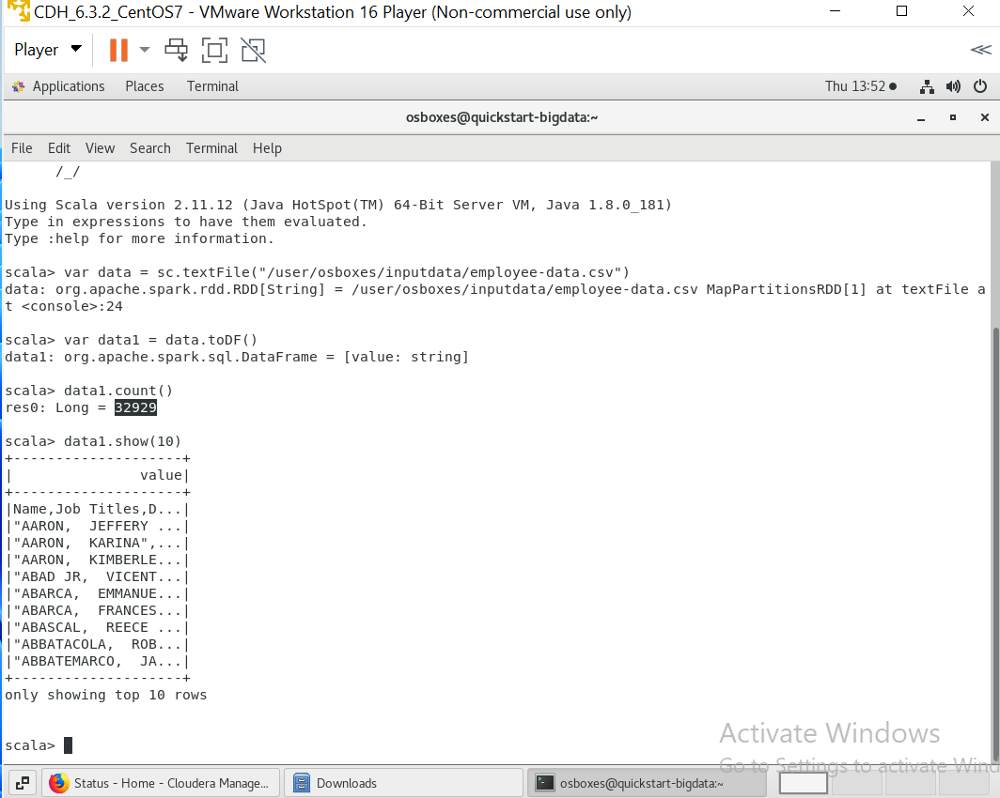 CDH_6.3.2_CentOS7 - VMware Workstation 16 Player (Non-commercial use only)
Player
Applications Places Terminal Thu 13:52
osboxes@quickstart-bigdata:~
File Edit View Search Terminal Help
/_/
Using Scala version 2.11.12 (Java HotSpot(TM) 64-Bit Server VM, Java 1.8.0_181)
Type in expressions to have them evaluated.
Type :help for more information.
scala> var data = sc.textFile("/user/osboxes/inputdata/employee-data.csv")
data: org.apache.spark.rdd.RDD[String] = /user/osboxes/inputdata/employee-data.csv MapPartitionsRDD[1] at textFile a
t <console>:24
scala> var data1 = data.toDF()
data1: org.apache.spark.sql.DataFrame = [value: string]
scala> data1.count()
res0: Long = 32929
scala> data1.show(10)
+--------------------+
|               value|
+--------------------+
|Name,Job Titles,D...|
|"AARON,  JEFFERY ...|
|"AARON,  KARINA",...|
|"AARON,  KIMBERLE...|
|"ABAD JR,  VICENT...|
|"ABARCA,  EMMANUE...|
|"ABARCA,  FRANCES...|
|"ABASCAL,  REECE ...|
|"ABBATACOLA,  ROB...|
|"ABBATEMARCO,  JA...|
+--------------------+
only showing top 10 rows
scala>
Activate Windows
Go to Settings to activate Wind
Status - Home - Cloudera Manage... Downloads osboxes@quickstart-bigdata:~